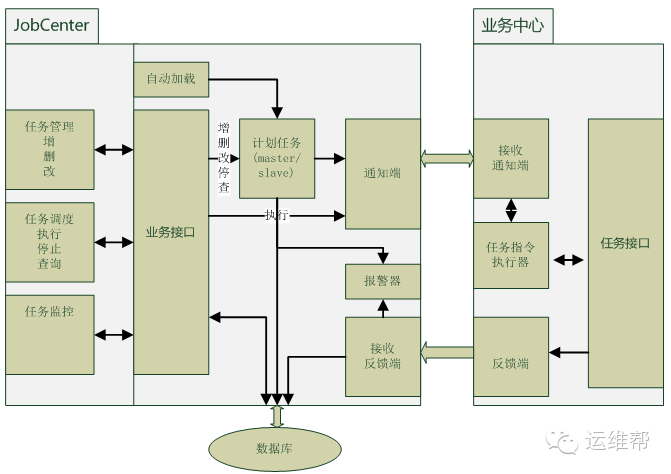 JobCenter
业务中心
自动加载
任务管理
增
删
改
增
删
改
停
查
计划任务
(master/
slave)
通知端
接收
通知端
任务调度
执行
停止
查询
业务接口
执行
任务指令
执行器
任务接口
报警器
任务监控
接收
反馈端
反馈端
数据库
运维帮